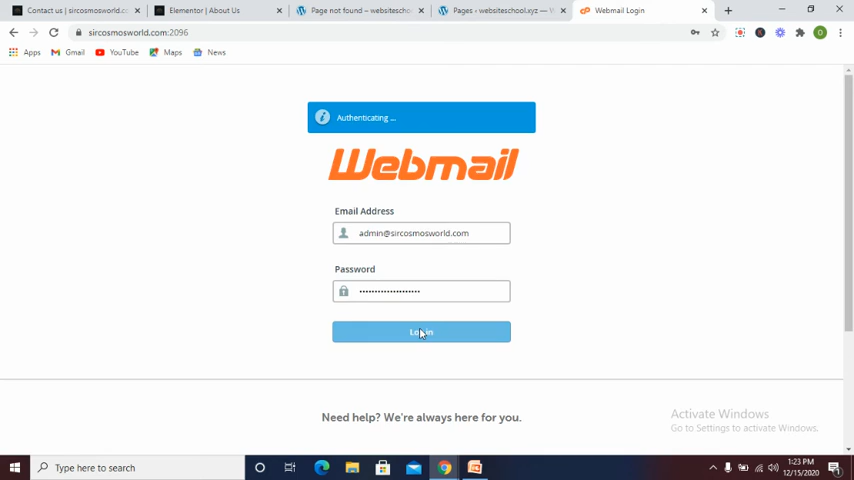 Contact us | sircosmosworld.c
Elementor | About Us
Page not found – websitescho
Pages ‹ websiteschool.xyz — W
Webmail Login
sircosmosworld.com:2096
Apps
Gmail
YouTube
Maps
News
O
Authenticating ...
Webmail
Email Address
admin@sircosmosworld.com
Password
Login
Need help? We're always here for you.
Activate Windows
Go to Settings to activate Windows.
Type here to search
1:23 PM
12/15/2020